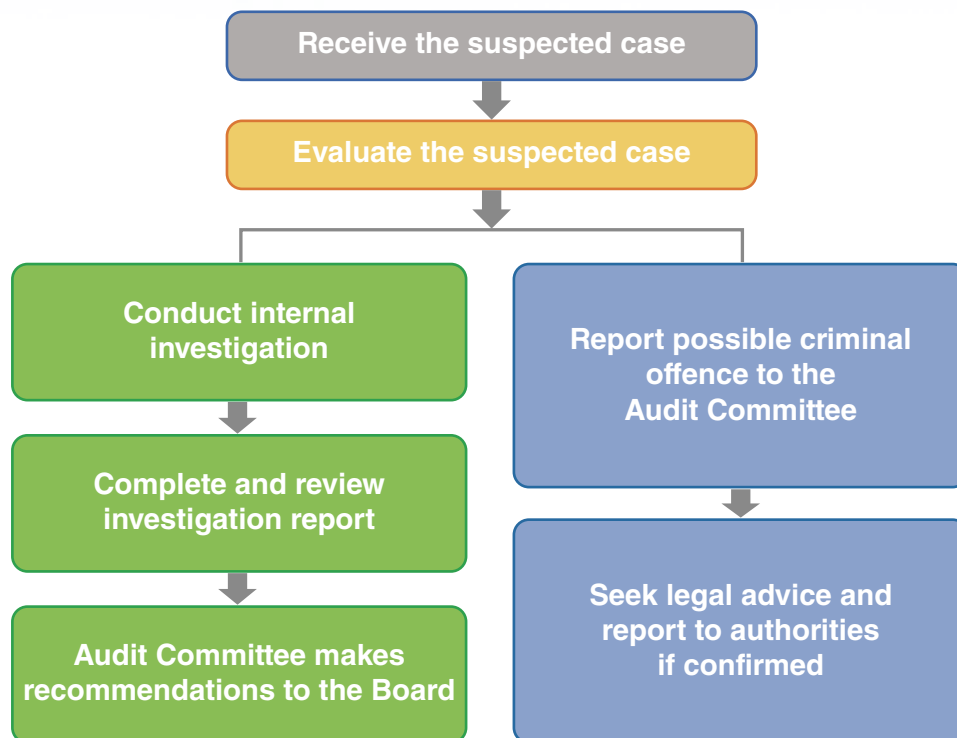 Receive the suspected case
Evaluate the suspected case
Conduct internal
investigation
Complete and review
investigation report
Audit Committee makes
recommendations to the Board
Report possible criminal
offence to the
Audit Committee
Seek legal advice and
report to authorities
if confirmed